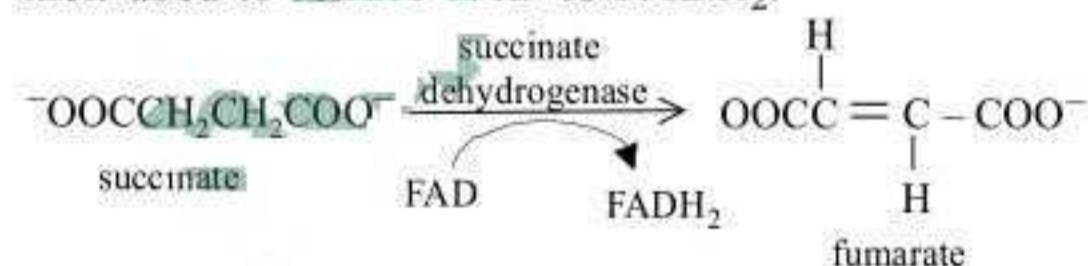 succinate
dehydrogenase
⁻OOCCH₂CH₂COO⁻
succinate
FAD
FADH₂
H
OOCC = C – COO⁻
H
fumarate